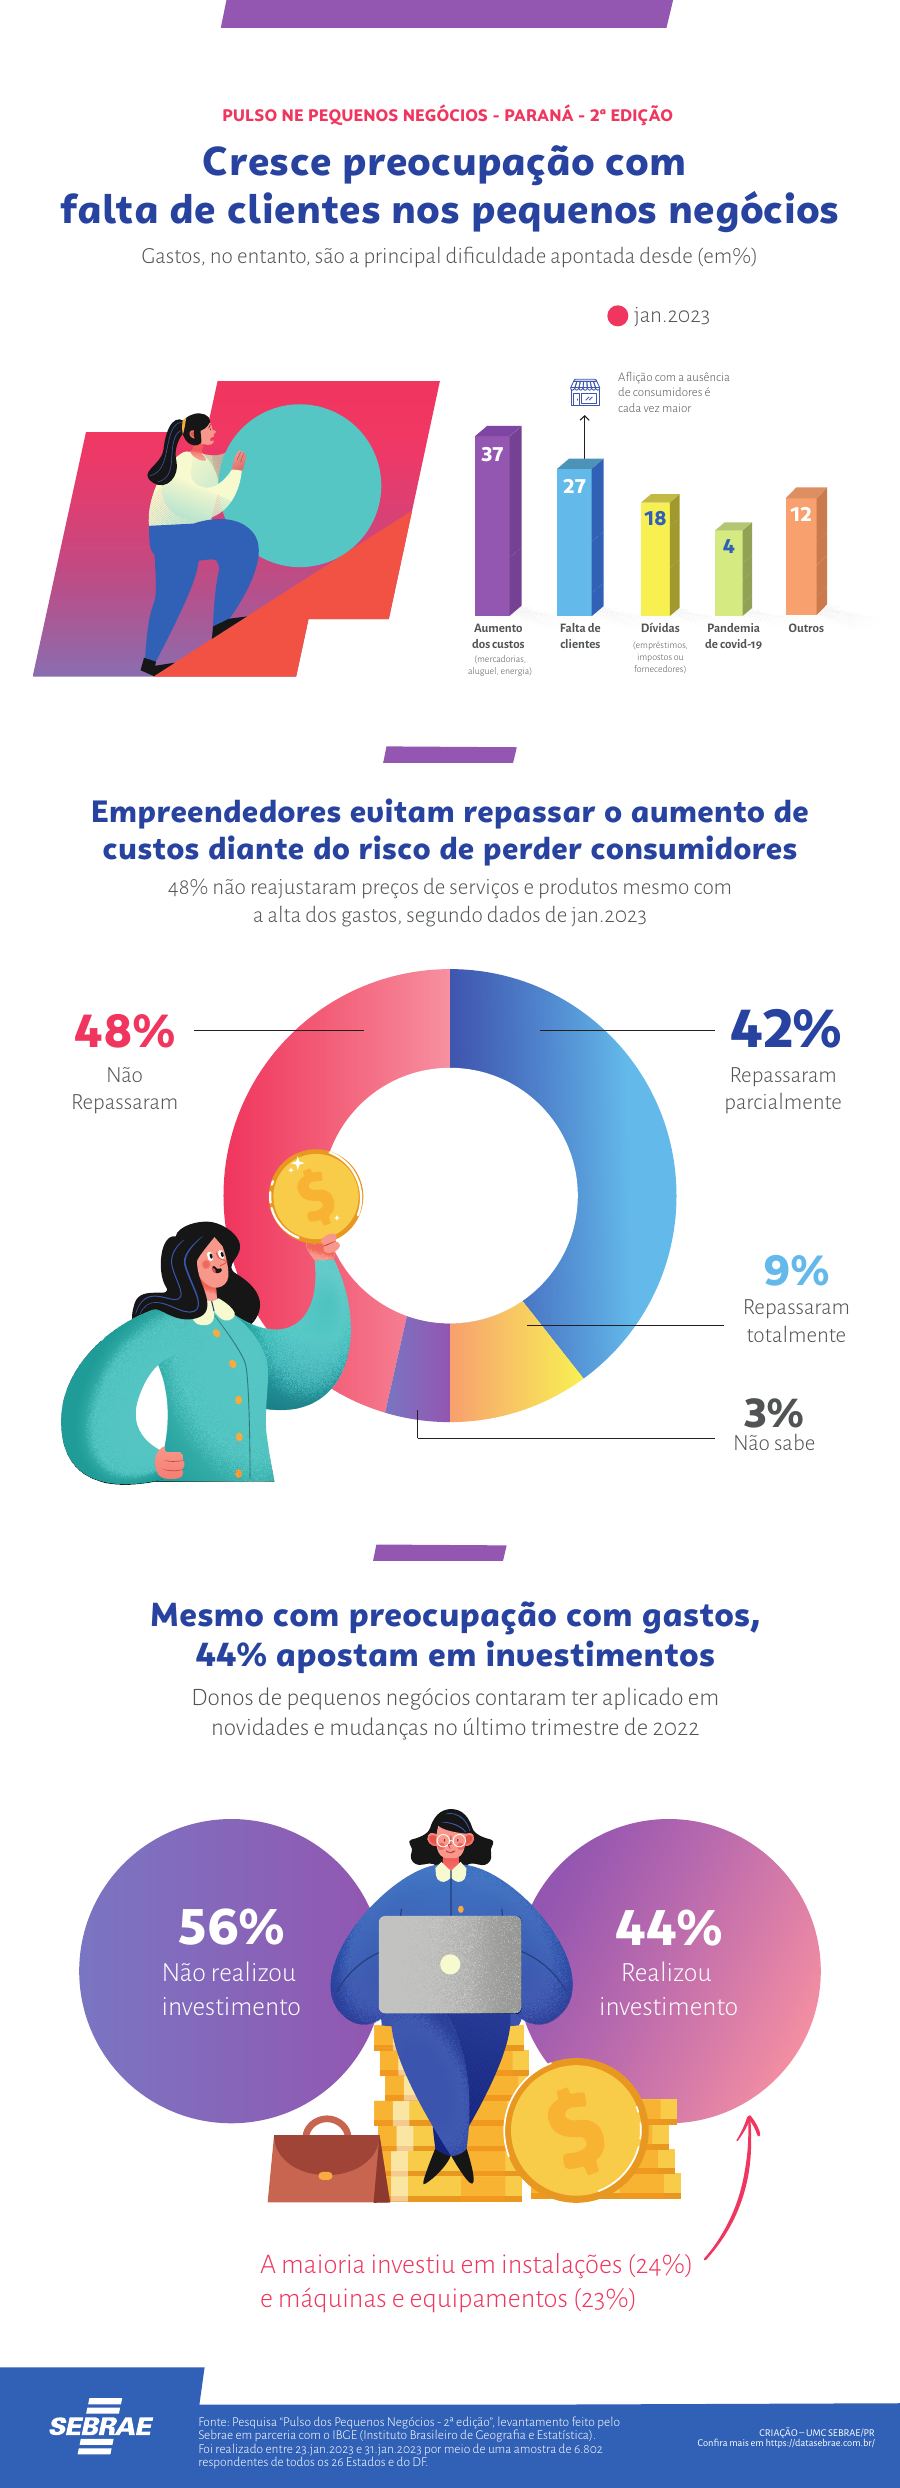 PULSO NE PEQUENOS NEGÓCIOS - PARANÁ - 2ª EDIÇÃO
Cresce preocupação com
falta de clientes nos pequenos negócios
Gastos, no entanto, são a principal dificuldade apontada desde (em%)
jan.2023
Aflição com a ausência
de consumidores é
cada vez maior
37
27
18
4
12
Aumento
dos custos
(mercadorias,
aluguel, energia)
Falta de
clientes
Dívidas
(empréstimos,
impostos ou
fornecedores)
Pandemia
de covid-19
Outros
Empreendedores evitam repassar o aumento de
custos diante do risco de perder consumidores
48% não reajustaram preços de serviços e produtos mesmo com
a alta dos gastos, segundo dados de jan.2023
48%
Não
Repassaram
42%
Repassaram
parcialmente
9%
Repassaram
totalmente
3%
Não sabe
Mesmo com preocupação com gastos,
44% apostam em investimentos
Donos de pequenos negócios contaram ter aplicado em
novidades e mudanças no último trimestre de 2022
56%
Não realizou
investimento
44%
Realizou
investimento
A maioria investiu em instalações (24%)
e máquinas e equipamentos (23%)
SEBRAE
Fonte: Pesquisa “Pulso dos Pequenos Negócios - 2ª edição”, levantamento feito pelo
Sebrae em parceria com o IBGE (Instituto Brasileiro de Geografia e Estatística).
Foi realizado entre 23.jan.2023 e 31.jan.2023 por meio de uma amostra de 6.802
respondentes de todos os 26 Estados e do DF.
CRIAÇÃO – UMC SEBRAE/PR
Confira mais em https://datasebrae.com.br/